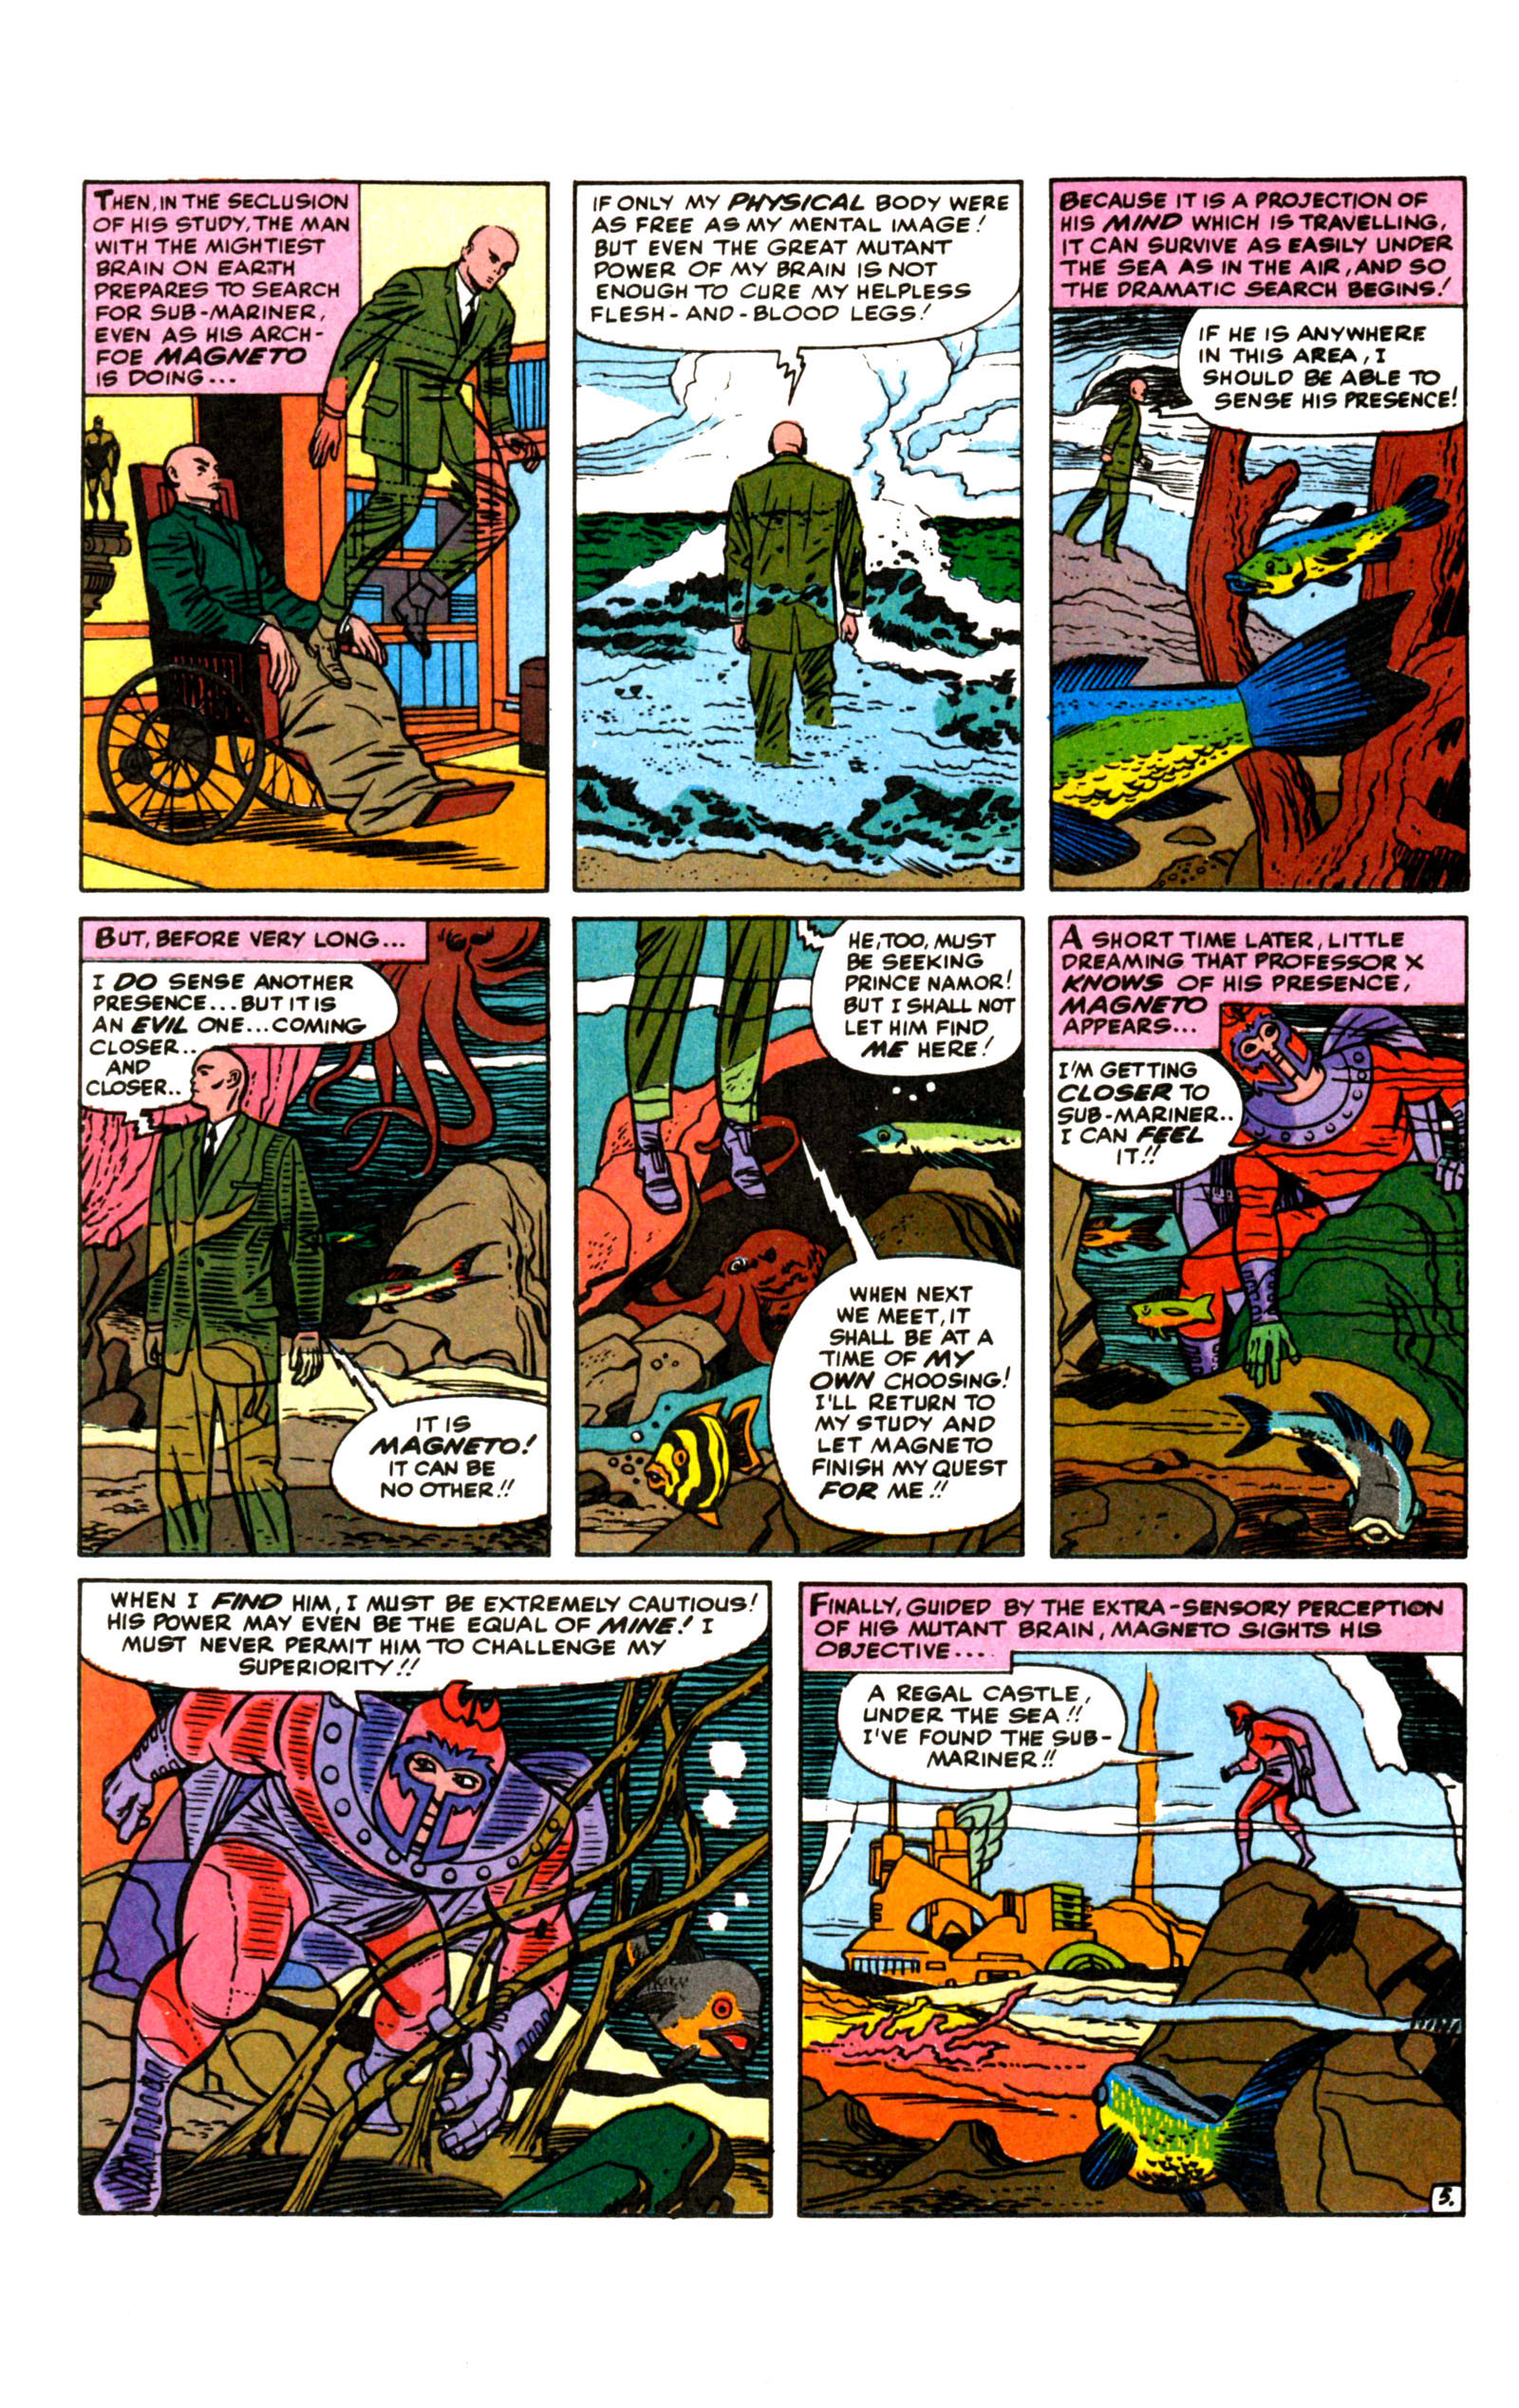 THEN, IN THE SECLUSION
OF HIS STUDY, THE MAN
WITH THE MIGHTIEST
BRAIN ON EARTH
PREPARES TO SEARCH
FOR SUB-MARINER,
EVEN AS HIS ARCH-
FOE MAGNETO
IS DOING...
IF ONLY MY PHYSICAL BODY WERE
AS FREE AS MY MENTAL IMAGE!
BUT EVEN THE GREAT MUTANT
POWER OF MY BRAIN IS NOT
ENOUGH TO CURE MY HELPLESS
FLESH-AND-BLOOD LEGS!
BECAUSE IT IS A PROJECTION OF
HIS MIND WHICH IS TRAVELLING,
IT CAN SURVIVE AS EASILY UNDER
THE SEA AS IN THE AIR, AND SO
THE DRAMATIC SEARCH BEGINS!
IF HE IS ANYWHERE
IN THIS AREA, I
SHOULD BE ABLE TO
SENSE HIS PRESENCE!
BUT, BEFORE VERY LONG...
I DO SENSE ANOTHER
PRESENCE...BUT IT IS
AN EVIL ONE...COMING
CLOSER..
AND
CLOSER..
IT IS
MAGNETO!
IT CAN BE
NO OTHER!!
HE, TOO, MUST
BE SEEKING
PRINCE NAMOR!
BUT I SHALL NOT
LET HIM FIND
ME HERE!
WHEN NEXT
WE MEET, IT
SHALL BE AT A
TIME OF MY
OWN CHOOSING!
I'LL RETURN TO
MY STUDY AND
LET MAGNETO
FINISH MY QUEST
FOR ME!!
A SHORT TIME LATER, LITTLE
DREAMING THAT PROFESSOR X
KNOWS OF HIS PRESENCE,
MAGNETO
APPEARS...
I'M GETTING
CLOSER TO
SUB-MARINER..
I CAN FEEL
IT!!
WHEN I FIND HIM, I MUST BE EXTREMELY CAUTIOUS!
HIS POWER MAY EVEN BE THE EQUAL OF MINE! I
MUST NEVER PERMIT HIM TO CHALLENGE MY
SUPERIORITY!!
FINALLY, GUIDED BY THE EXTRA-SENSORY PERCEPTION
OF HIS MUTANT BRAIN, MAGNETO SIGHTS HIS
OBJECTIVE....
A REGAL CASTLE,
UNDER THE SEA!!
I'VE FOUND THE SUB-
MARINER!!
5.